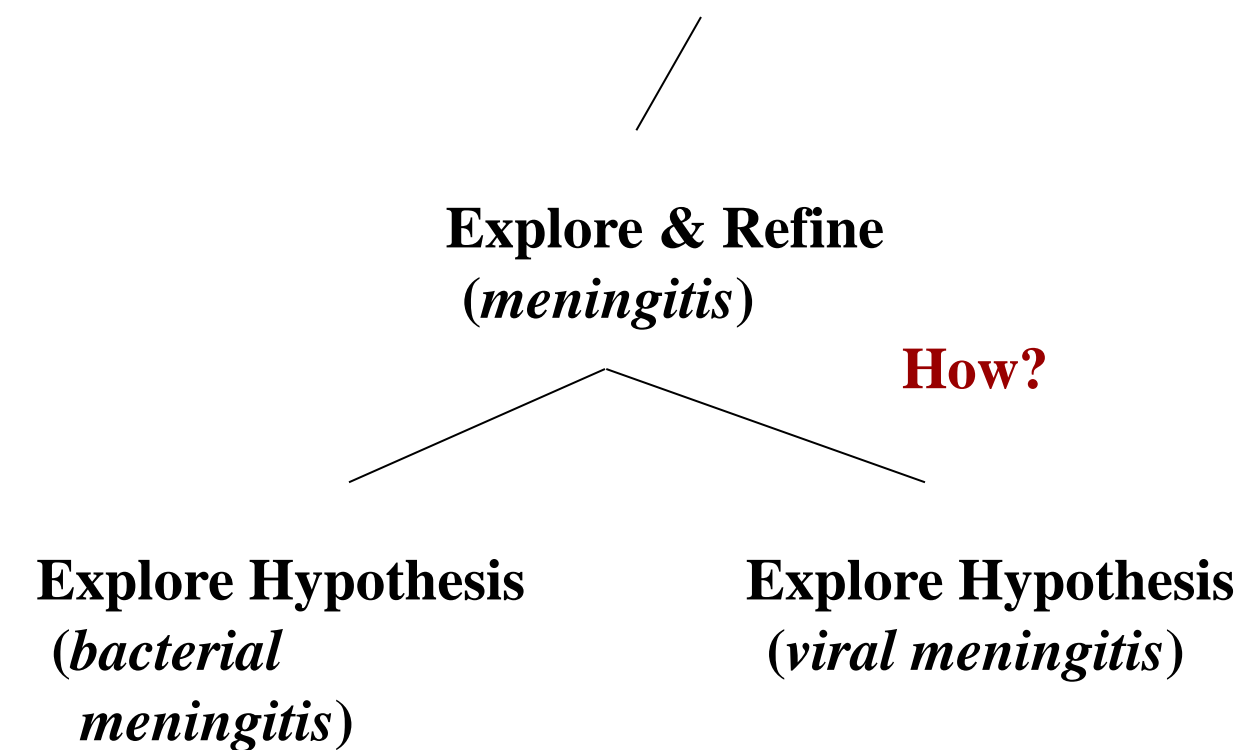 Explore & Refine
(meningitis)
How?
Explore Hypothesis
(bacterial
meningitis)
Explore Hypothesis
(viral meningitis)